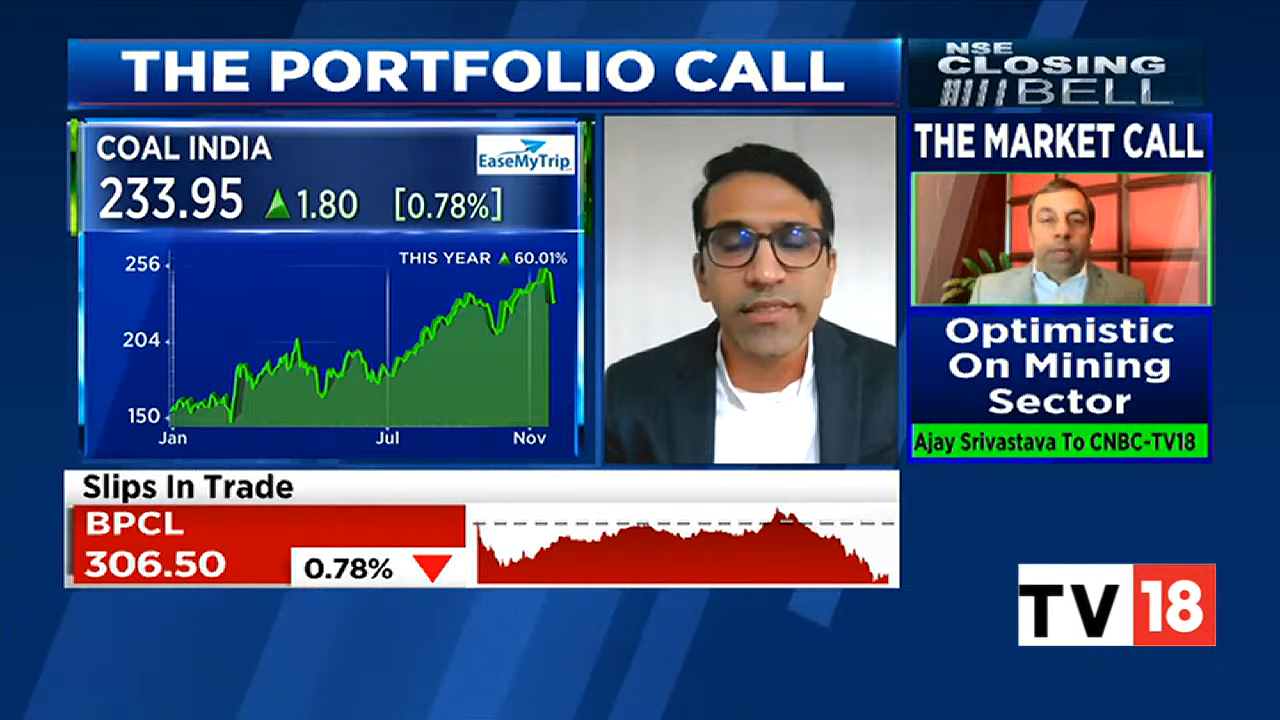 THE PORTFOLIO CALL
NSE
CLOSING
BELL
COAL INDIA
EaseMyTrip
233.95 ▲ 1.80 [0.78%]
THIS YEAR ▲ 60.01%
256
204
150
Jan
Jul
Nov
THE MARKET CALL
Optimistic
On Mining
Sector
Ajay Srivastava To CNBC-TV18
Slips In Trade
BPCL
306.50
0.78% ▼
TV18